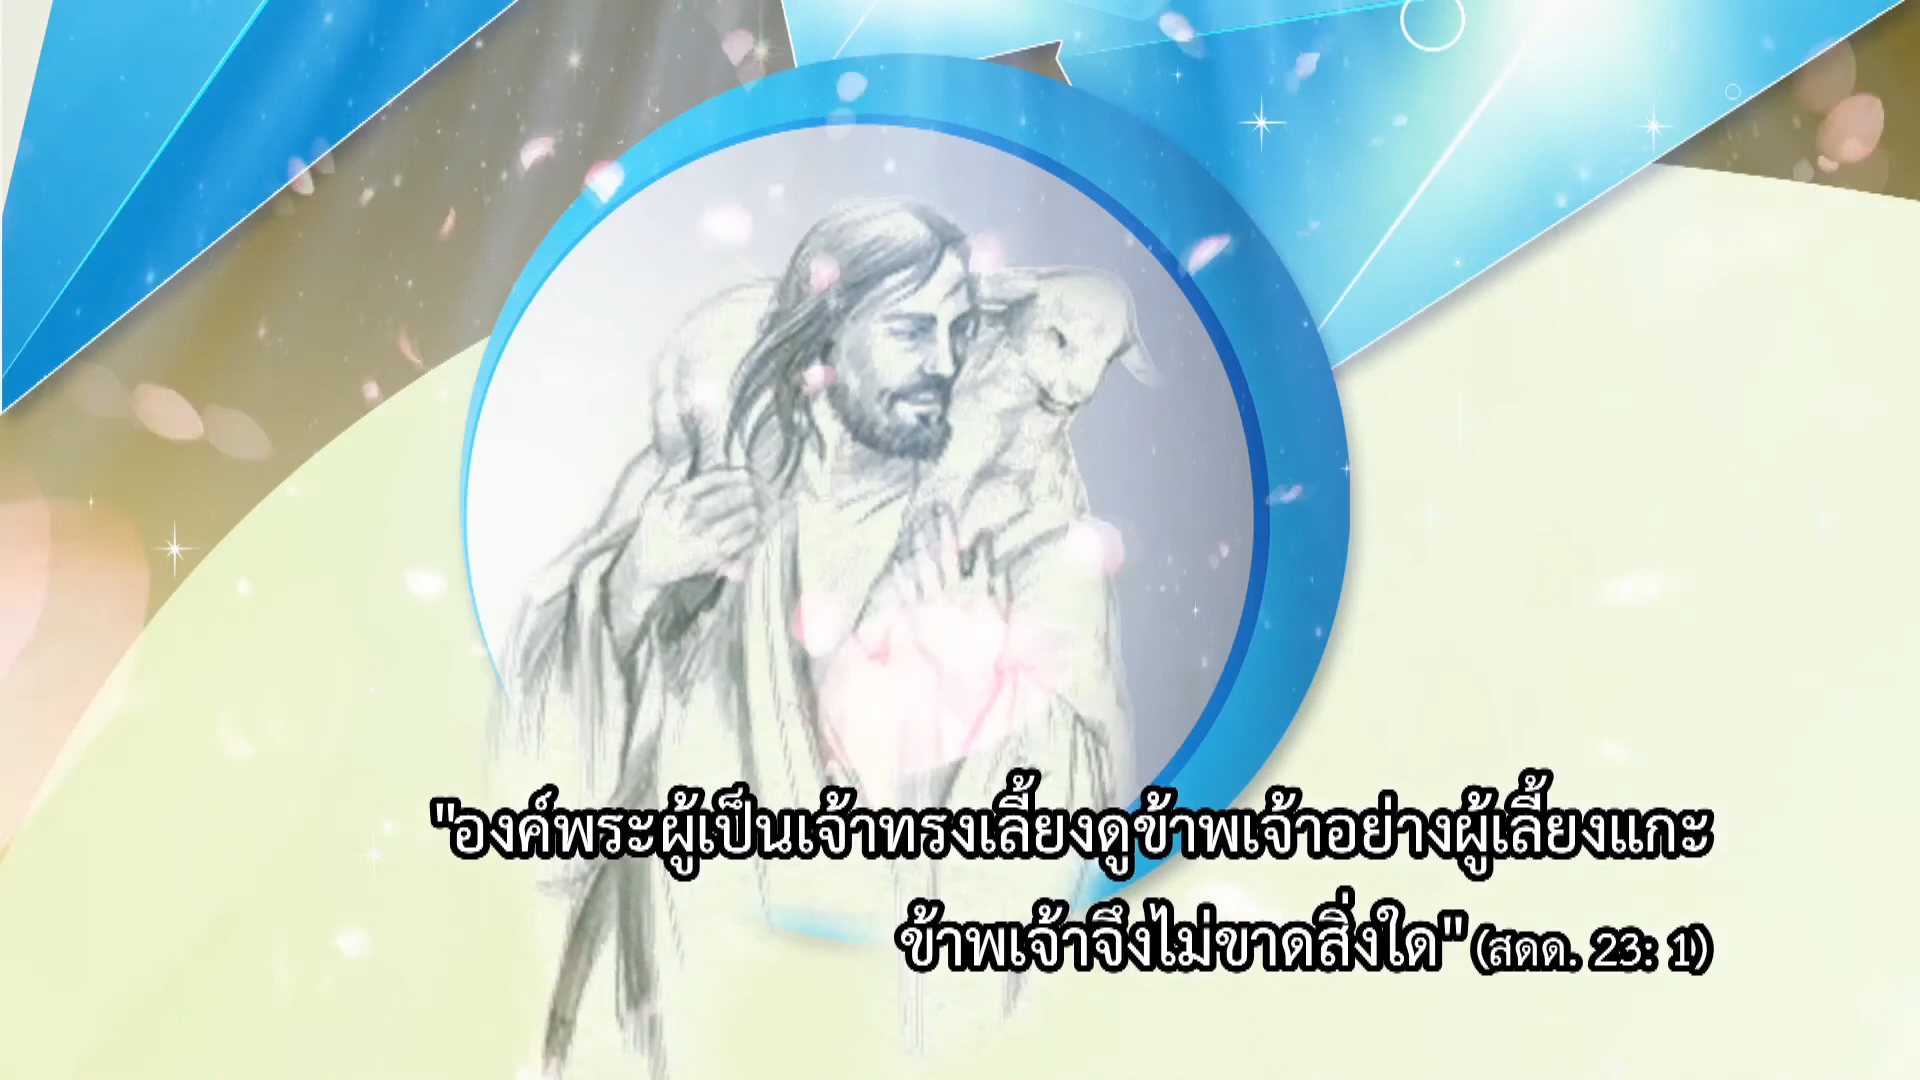 "องค์พระผู้เป็นเจ้าทรงเลี้ยงดูข้าพเจ้าอย่างผู้เลี้ยงแกะ
ข้าพเจ้าจึงไม่ขาดสิ่งใด" (สดด. 23: 1)